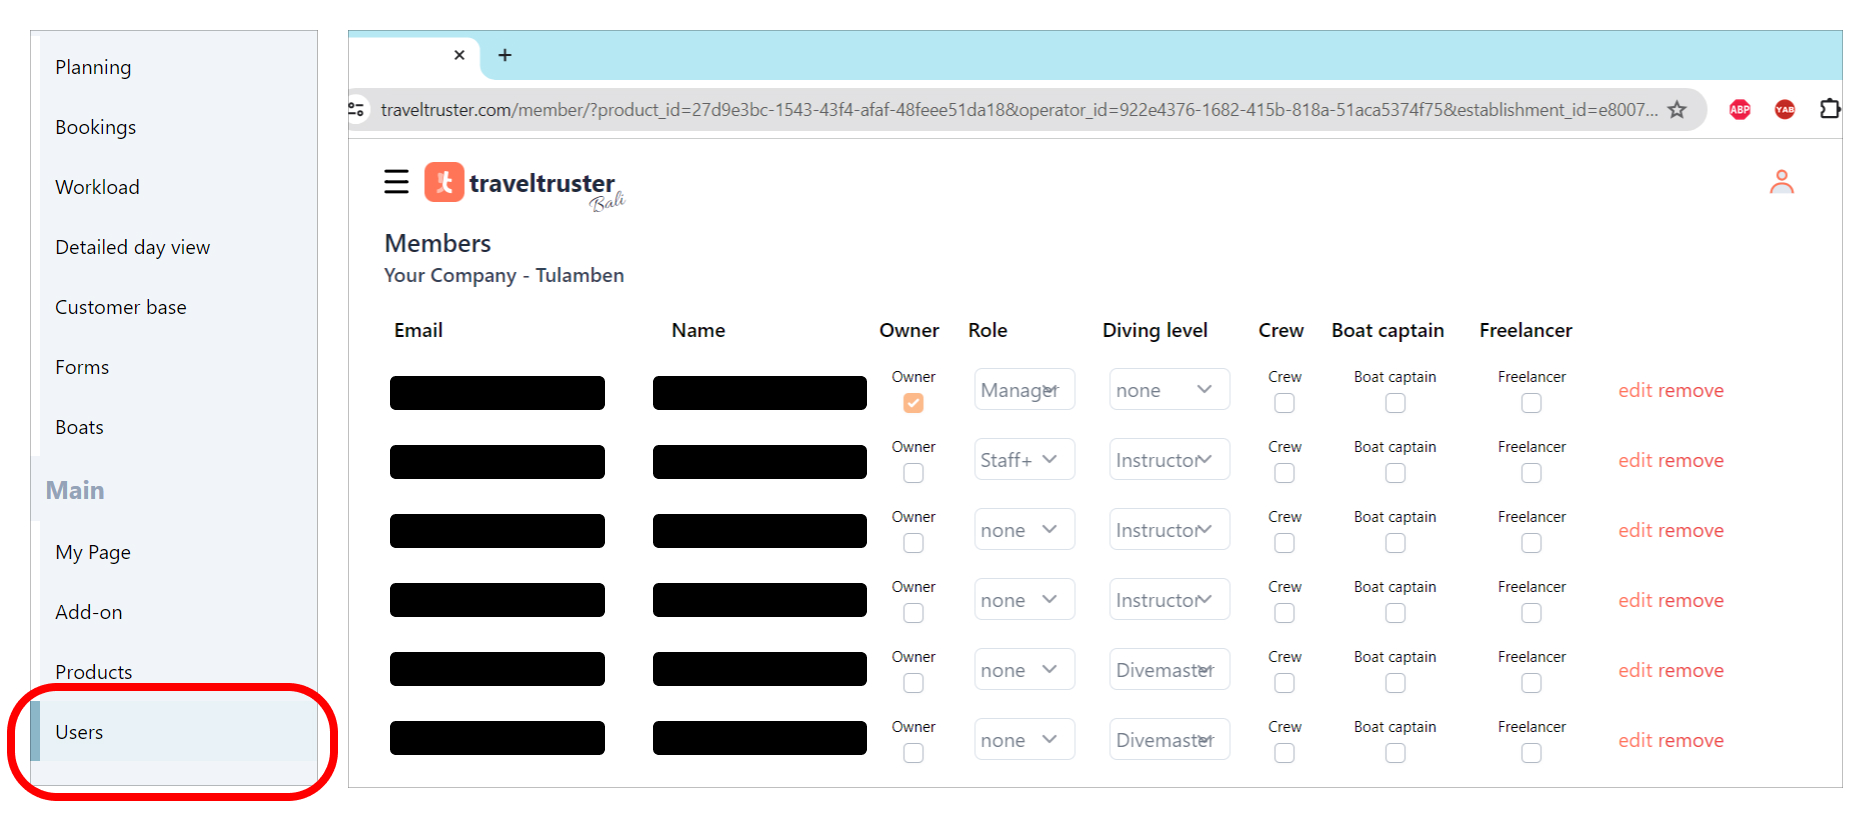 Planning
Bookings
Workload
Detailed day view
Customer base
Forms
Boats
Main
My Page
Add-on
Products
Users
traveltruster.com/member/?product_id=27d9e3bc-1543-43f4-afaf-48feee51da18&operator_id=922e4376-1682-415b-818a-51aca5374f75&establishment_id=e8007...
ABP
YAB
traveltruster
Bali
Members
Your Company - Tulamben
Email Name Owner Role Diving level Crew Boat captain Freelancer
Owner Crew Boat captain Freelancer
Manager none edit remove
Owner Crew Boat captain Freelancer
Staff+ Instructor edit remove
Owner Crew Boat captain Freelancer
none Instructor edit remove
Owner Crew Boat captain Freelancer
none Instructor edit remove
Owner Crew Boat captain Freelancer
none Divemaster edit remove
Owner Crew Boat captain Freelancer
none Divemaster edit remove